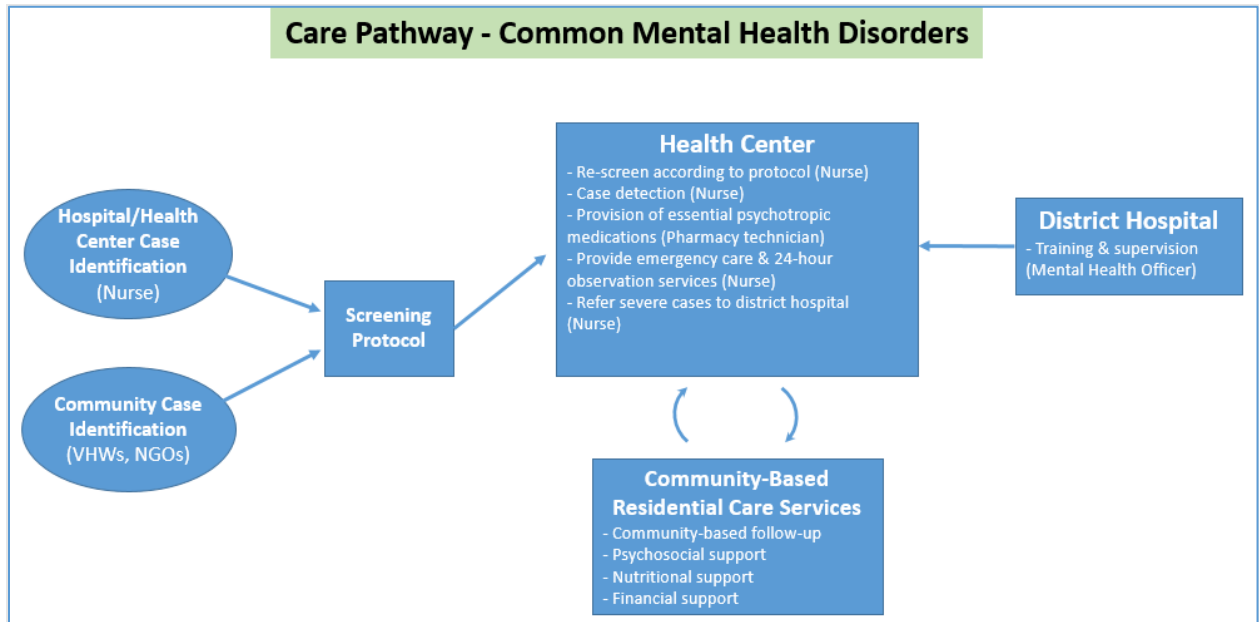 Care Pathway - Common Mental Health Disorders
Hospital/Health
Center Case
Identification
(Nurse)
Community Case
Identification
(VHWs, NGOs)
Screening
Protocol
Health Center
- Re-screen according to protocol (Nurse)
- Case detection (Nurse)
- Provision of essential psychotropic
medications (Pharmacy technician)
- Provide emergency care & 24-hour
observation services (Nurse)
- Refer severe cases to district hospital
(Nurse)
District Hospital
- Training & supervision
(Mental Health Officer)
Community-Based
Residential Care Services
- Community-based follow-up
- Psychosocial support
- Nutritional support
- Financial support